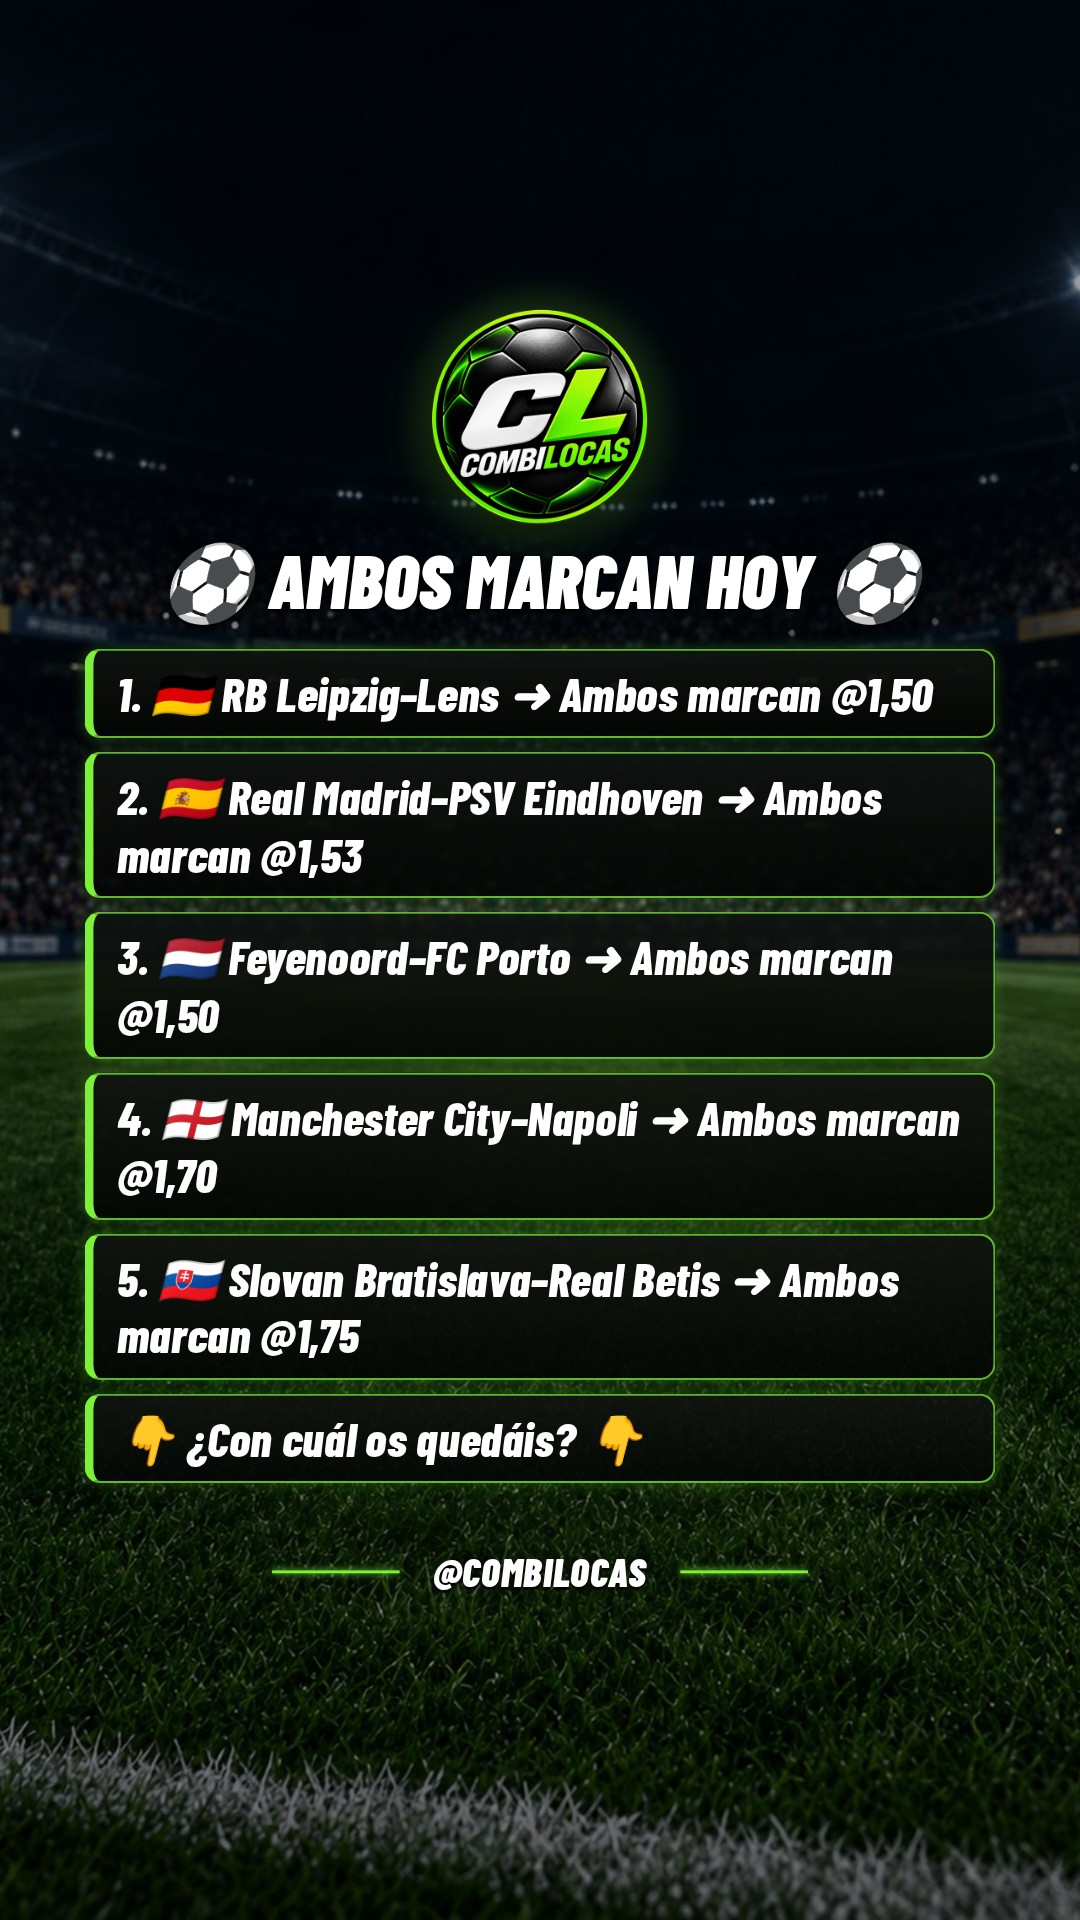 CL
COMBILOCAS
⚽ AMBOS MARCAN HOY ⚽
1. 🇩🇪 RB Leipzig-Lens ➜ Ambos marcan @1,50
2. 🇪🇸 Real Madrid-PSV Eindhoven ➜ Ambos
marcan @1,53
3. 🇳🇱 Feyenoord-FC Porto ➜ Ambos marcan
@1,50
4. 🏴󠁧󠁢󠁥󠁮󠁧󠁿 Manchester City-Napoli ➜ Ambos marcan
@1,70
5. 🇸🇰 Slovan Bratislava-Real Betis ➜ Ambos
marcan @1,75
👇 ¿Con cuál os quedáis? 👇
@COMBILOCAS